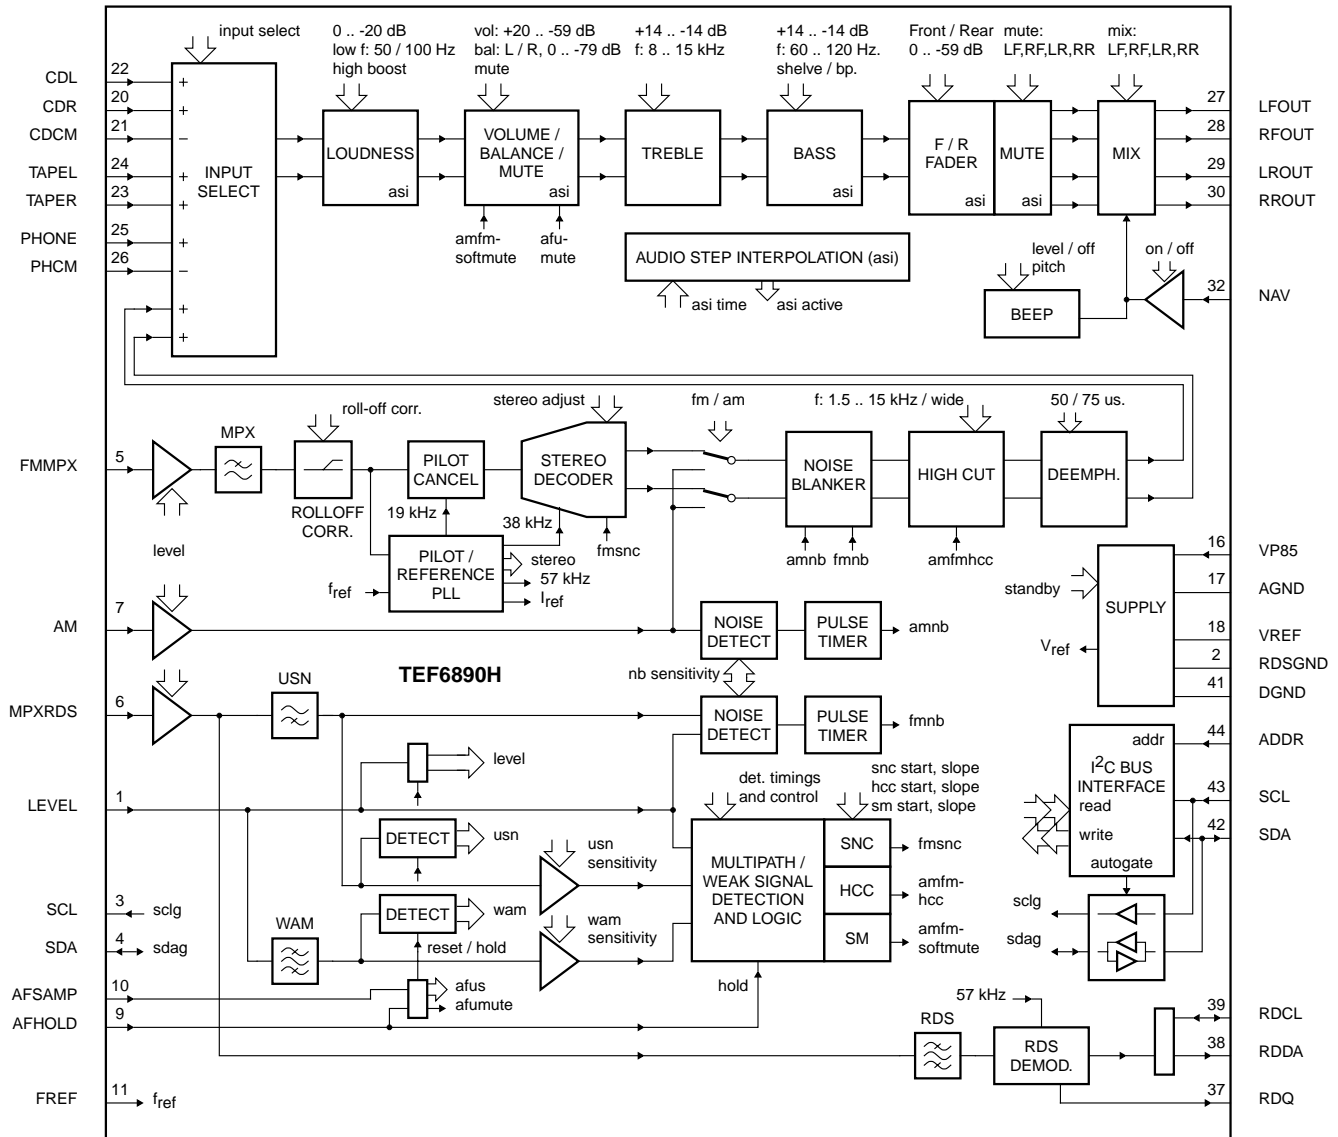 input select
0 .. -20 dB
low f: 50 / 100 Hz
high boost
vol: +20 .. -59 dB
bal: L / R, 0 .. -79 dB
mute
+14 .. -14 dB
f: 8 .. 15 kHz
+14 .. -14 dB
f: 60 .. 120 Hz.
shelve / bp.
Front / Rear
0 .. -59 dB
mute:
LF,RF,LR,RR
mix:
LF,RF,LR,RR
CDL
22
+
CDR
20
+
CDCM
21
−
TAPEL
24
+
TAPER
23
+
PHONE
25
+
PHCM
26
−
+
+
INPUT
SELECT
LOUDNESS
asi
VOLUME /
BALANCE /
MUTE
asi
TREBLE
BASS
asi
F / R
FADER
asi
MUTE
asi
MIX
27
LFOUT
28
RFOUT
29
LROUT
30
RROUT
amfm-
softmute
afu-
mute
AUDIO STEP INTERPOLATION (asi)
asi time
asi active
level / off
pitch
on / off
BEEP
32
NAV
roll-off corr.
stereo adjust
fm / am
f: 1.5 .. 15 kHz / wide
50 / 75 us.
FMMPX
5
level
MPX
ROLLOFF
CORR.
PILOT
CANCEL
STEREO
DECODER
NOISE
BLANKER
HIGH CUT
DEEMPH.
19 kHz
38 kHz
fmsnc
amnb
fmnb
amfmhcc
PILOT /
REFERENCE
PLL
fref
stereo
57 kHz
Iref
standby
SUPPLY
Vref
16
VP85
17
AGND
18
VREF
2
RDSGND
41
DGND
AM
7
NOISE
DETECT
PULSE
TIMER
amnb
TEF6890H
nb sensitivity
MPXRDS
6
USN
NOISE
DETECT
PULSE
TIMER
fmnb
addr
I2C BUS
INTERFACE
read
write
autogate
44
ADDR
43
SCL
42
SDA
level
det. timings
and control
snc start, slope
hcc start, slope
sm start, slope
LEVEL
1
DETECT
usn
usn
sensitivity
MULTIPATH /
WEAK SIGNAL
DETECTION
AND LOGIC
SNC
fmsnc
HCC
amfm-
hcc
SM
amfm-
softmute
sclg
sdag
SCL
3
sclg
SDA
4
sdag
WAM
DETECT
wam
reset / hold
wam
sensitivity
AFSAMP
10
AFHOLD
9
afus
afumute
hold
57 kHz
RDS
RDS
DEMOD.
39
RDCL
38
RDDA
37
RDQ
FREF
11
fref